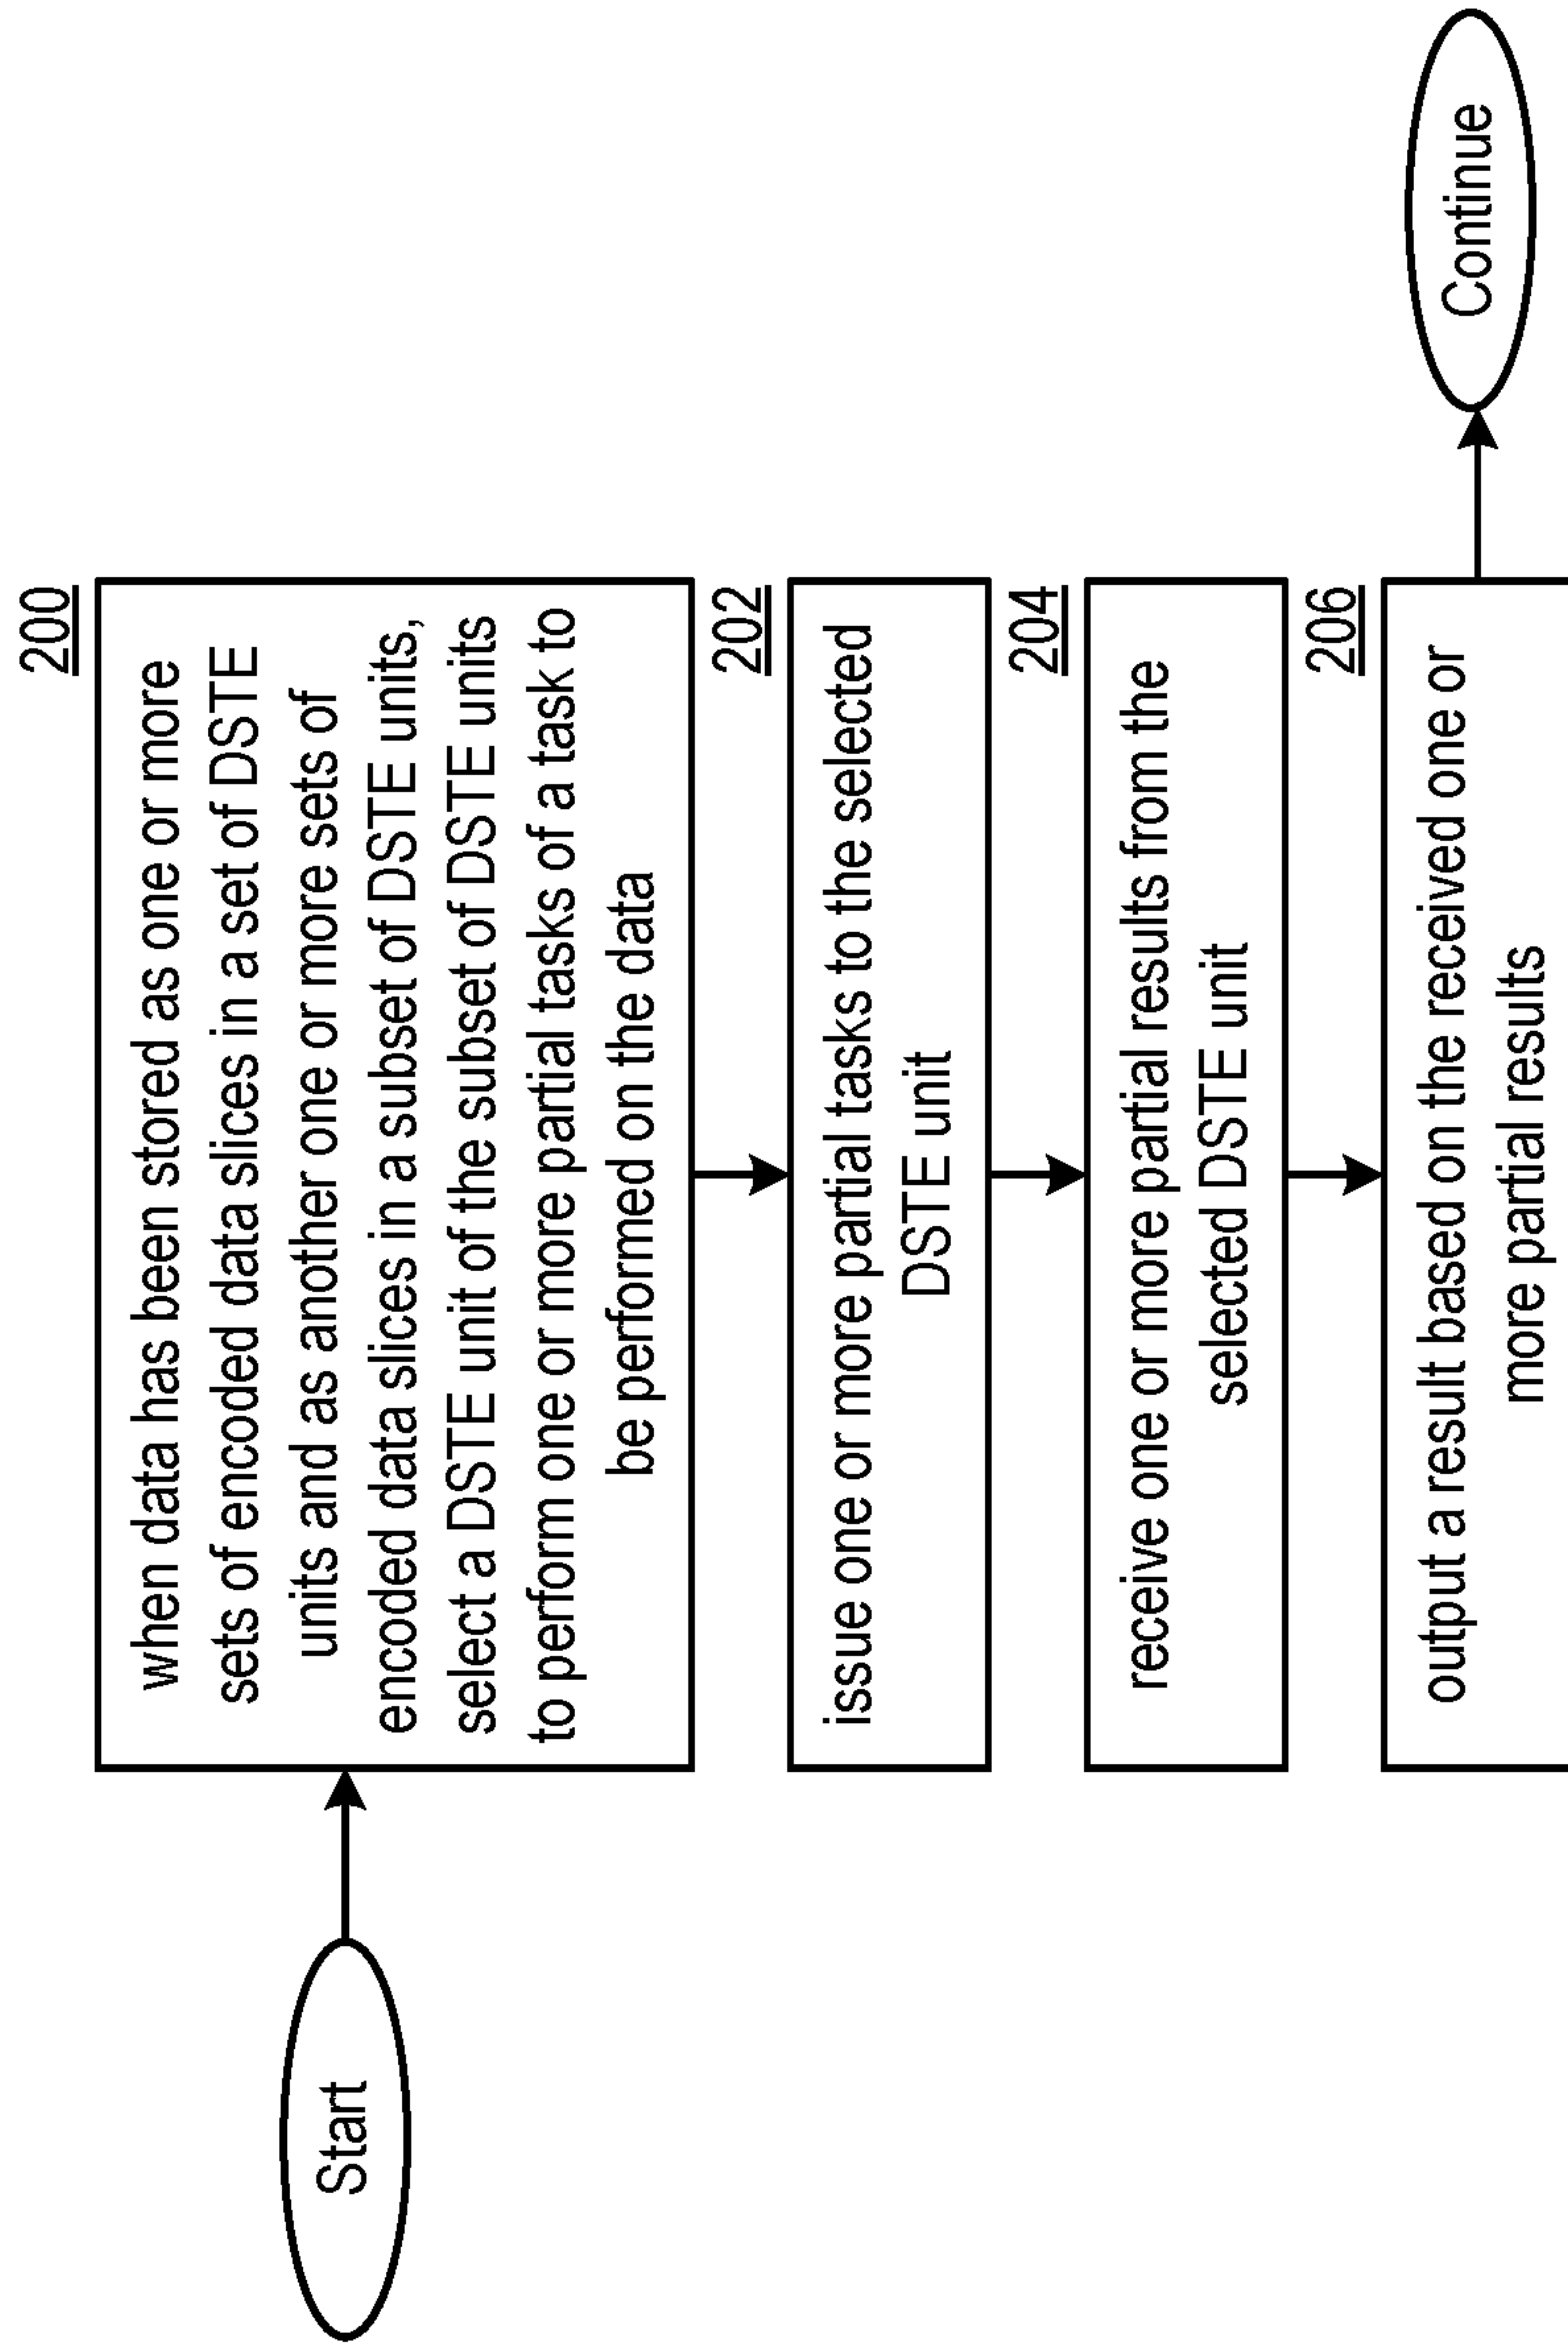 Start
200
when data has been stored as one or more
sets of encoded data slices in a set of DSTE
units and as another one or more sets of
encoded data slices in a subset of DSTE units,
select a DSTE unit of the subset of DSTE units
to perform one or more partial tasks of a task to
be performed on the data
202
issue one or more partial tasks to the selected
DSTE unit
204
receive one or more partial results from the
selected DSTE unit
206
output a result based on the received one or
more partial results
Continue